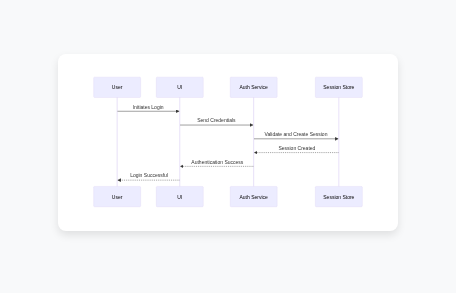 User
UI
Auth Service
Session Store
Initiates Login
Send Credentials
Validate and Create Session
Session Created
Authentication Success
Login Successful
User
UI
Auth Service
Session Store